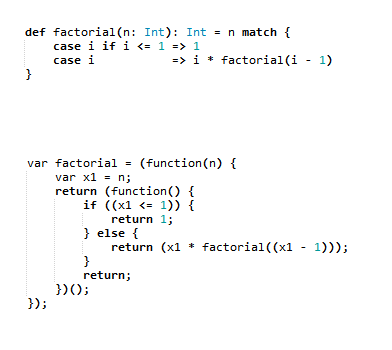 def factorial(n: Int): Int = n match {
    case i if i <= 1 => 1
    case i           => i * factorial(i - 1)
}
var factorial = (function(n) {
    var x1 = n;
    return (function() {
        if ((x1 <= 1)) {
            return 1;
        } else {
            return (x1 * factorial((x1 - 1)));
        }
        return;
    })();
});